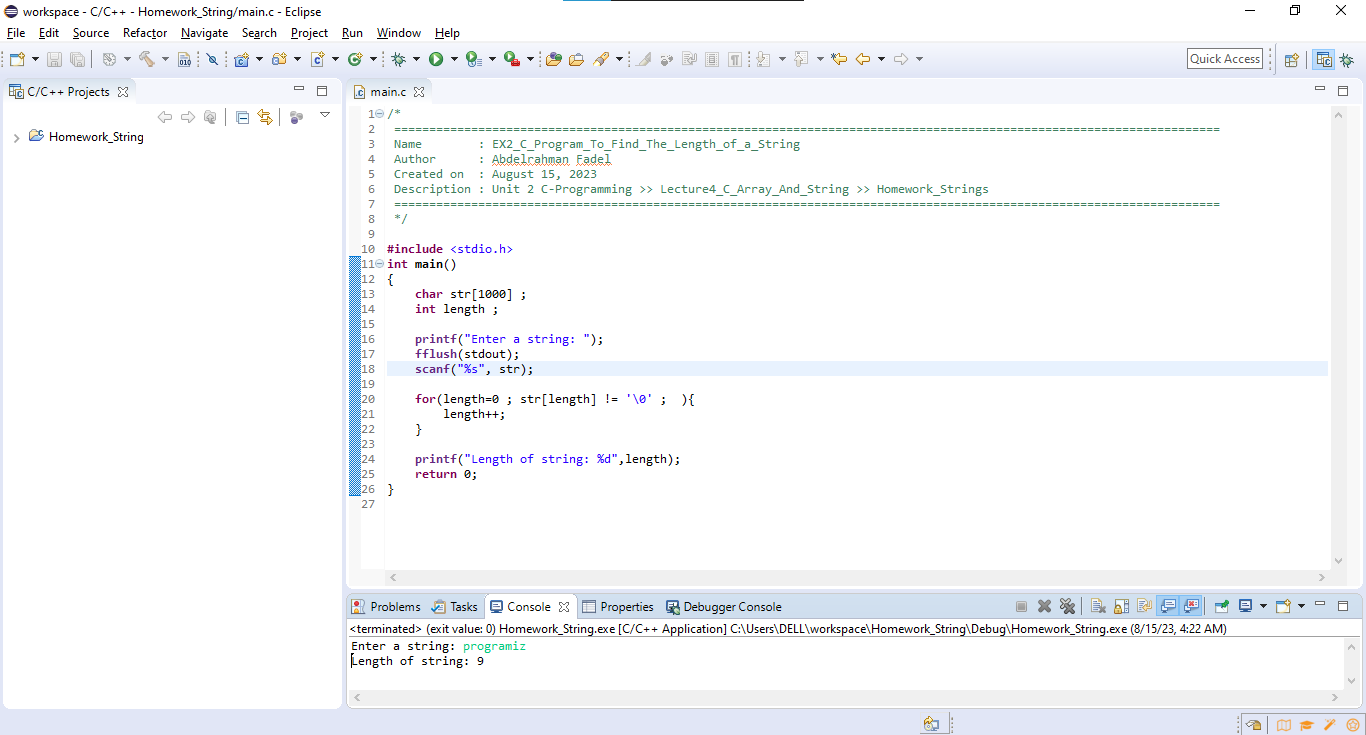 workspace - C/C++ - Homework_String/main.c - Eclipse
File Edit Source Refactor Navigate Search Project Run Window Help
Quick Access
C/C++ Projects
Homework_String
main.c
1 /*
2 ======================================================================================================================
3 Name : EX2_C_Program_To_Find_The_Length_of_a_String
4 Author : Abdelrahman Fadel
5 Created on : August 15, 2023
6 Description : Unit 2 C-Programming >> Lecture4_C_Array_And_String >> Homework_Strings
7 ======================================================================================================================
8 */
9
10 #include <stdio.h>
11 int main()
12 {
13 char str[1000] ;
14 int length ;
15
16 printf("Enter a string: ");
17 fflush(stdout);
18 scanf("%s", str);
19
20 for(length=0 ; str[length] != '\0' ; ){
21 length++;
22 }
23
24 printf("Length of string: %d",length);
25 return 0;
26 }
27
Problems Tasks Console Properties Debugger Console
<terminated> (exit value: 0) Homework_String.exe [C/C++ Application] C:\Users\DELL\workspace\Homework_String\Debug\Homework_String.exe (8/15/23, 4:22 AM)
Enter a string: programiz
Length of string: 9